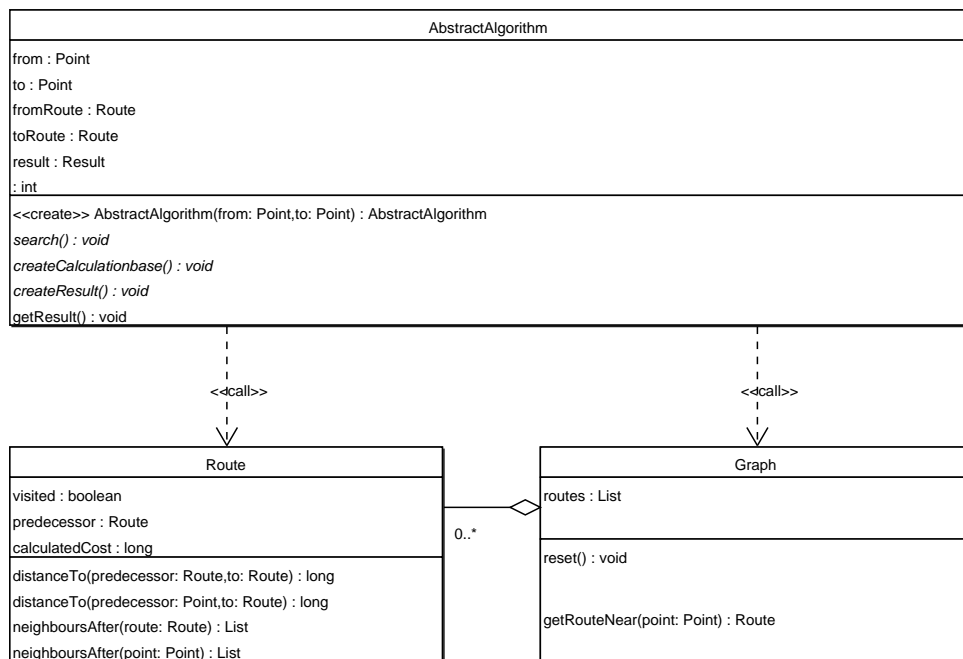 AbstractAlgorithm
from : Point
to : Point
fromRoute : Route
toRoute : Route
result : Result
: int
<<create>> AbstractAlgorithm(from: Point,to: Point) : AbstractAlgorithm
search() : void
createCalculationbase() : void
createResult() : void
getResult() : void
<<call>>
<<call>>
Route
visited : boolean
predecessor : Route
calculatedCost : long
distanceTo(predecessor: Route,to: Route) : long
distanceTo(predecessor: Point,to: Route) : long
neighboursAfter(route: Route) : List
neighboursAfter(point: Point) : List
0..*
Graph
routes : List
reset() : void
getRouteNear(point: Point) : Route